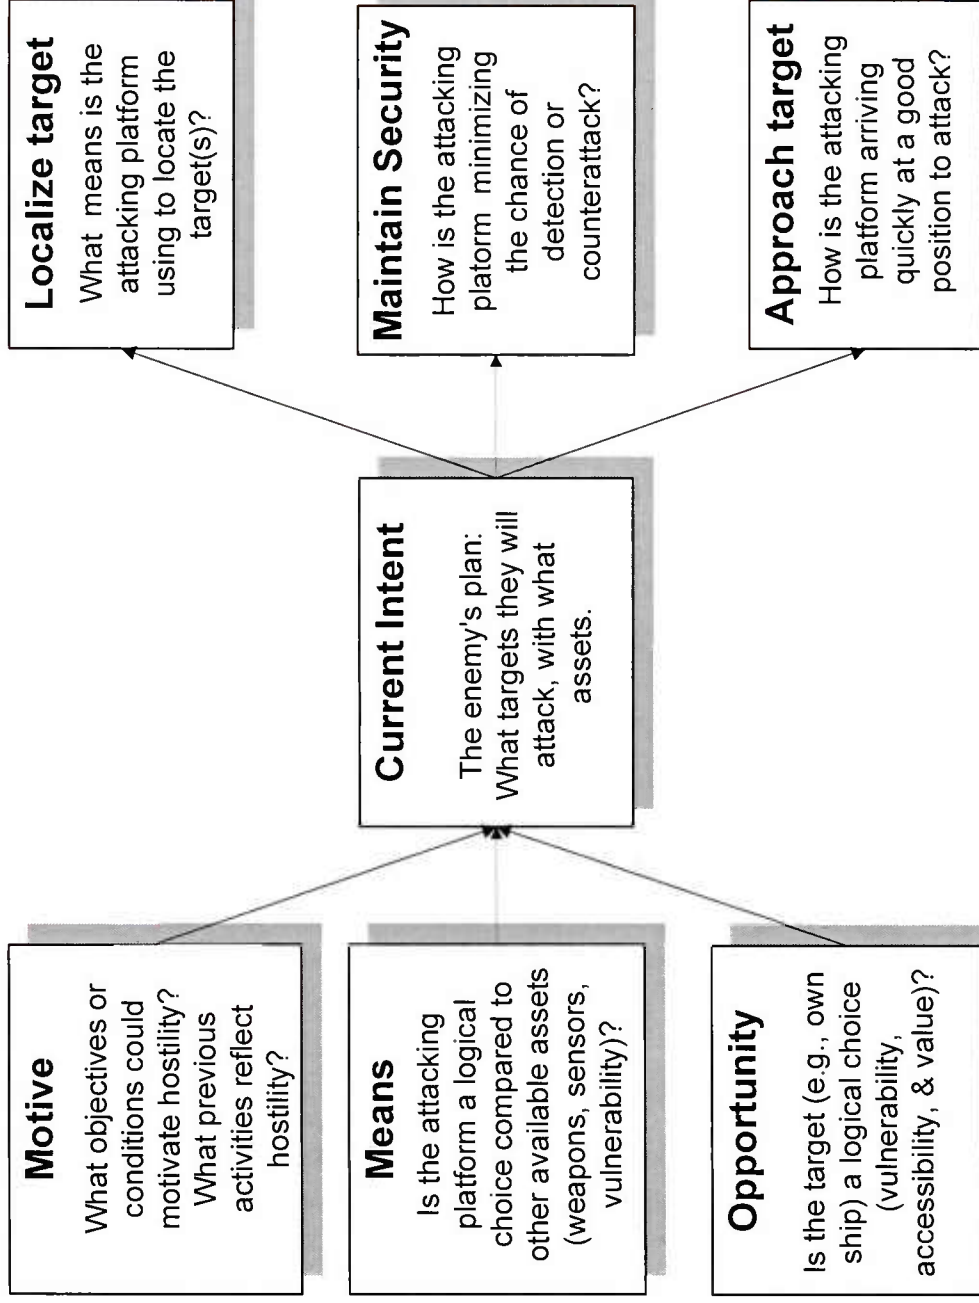 Motive
What objectives or
conditions could
motivate hostility?
What previous
activities reflect
hostility?
Means
Is the attacking
platform a logical
choice compared to
other available assets
(weapons, sensors,
vulnerability)?
Opportunity
Is the target (e.g., own
ship) a logical choice
(vulnerability,
accessibility, & value)?
Current Intent
The enemy's plan:
What targets they will
attack, with what
assets.
Localize target
What means is the
attacking platform
using to locate the
target(s)?
Maintain Security
How is the attacking
platorm minimizing
the chance of
detection or
counterattack?
Approach target
How is the attacking
platform arriving
quickly at a good
position to attack?